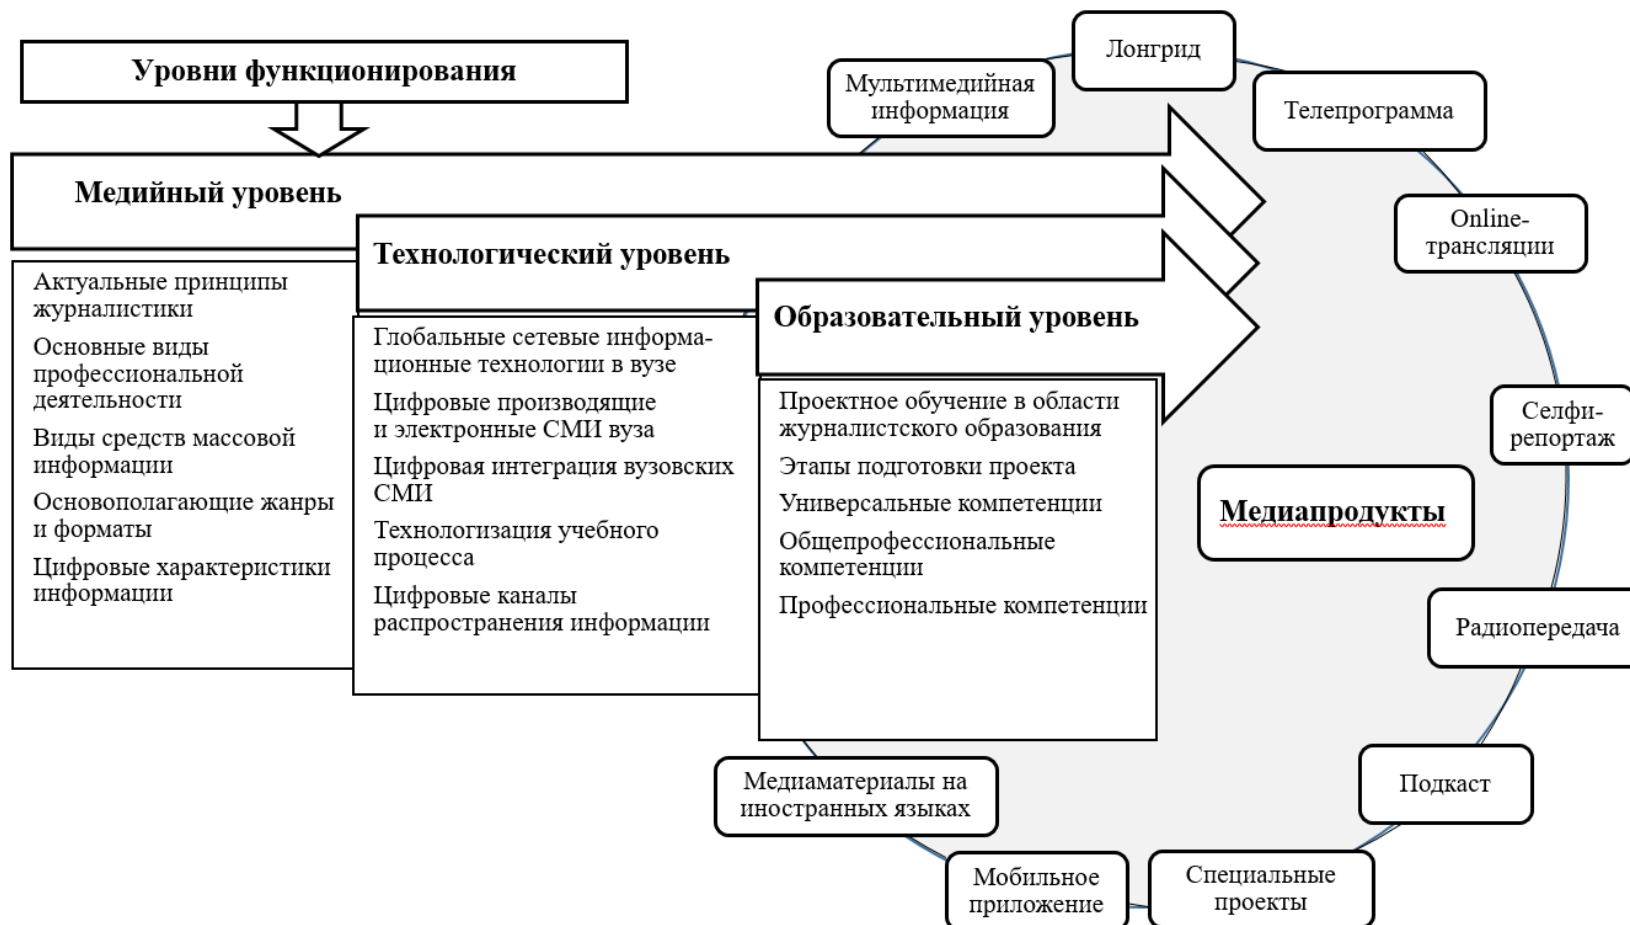 Уровни функционирования
Медийный уровень
Актуальные принципы
журналистики
Основные виды
профессиональной
деятельности
Виды средств массовой
информации
Основополагающие жанры
и форматы
Цифровые характеристики
информации
Технологический уровень
Глобальные сетевые информа-
ционные технологии в вузе
Цифровые производящие
и электронные СМИ вуза
Цифровая интеграция вузовских
СМИ
Технологизация учебного
процесса
Цифровые каналы
распространения информации
Образовательный уровень
Проектное обучение в области
журналистского образования
Этапы подготовки проекта
Универсальные компетенции
Общепрофессиональные
компетенции
Профессиональные компетенции
Медиапродукты
Мультимедийная
информация
Лонгрид
Телепрограмма
Online-
трансляции
Селфи-
репортаж
Радиопередача
Подкаст
Специальные
проекты
Мобильное
приложение
Медиаматериалы на
иностранных языках